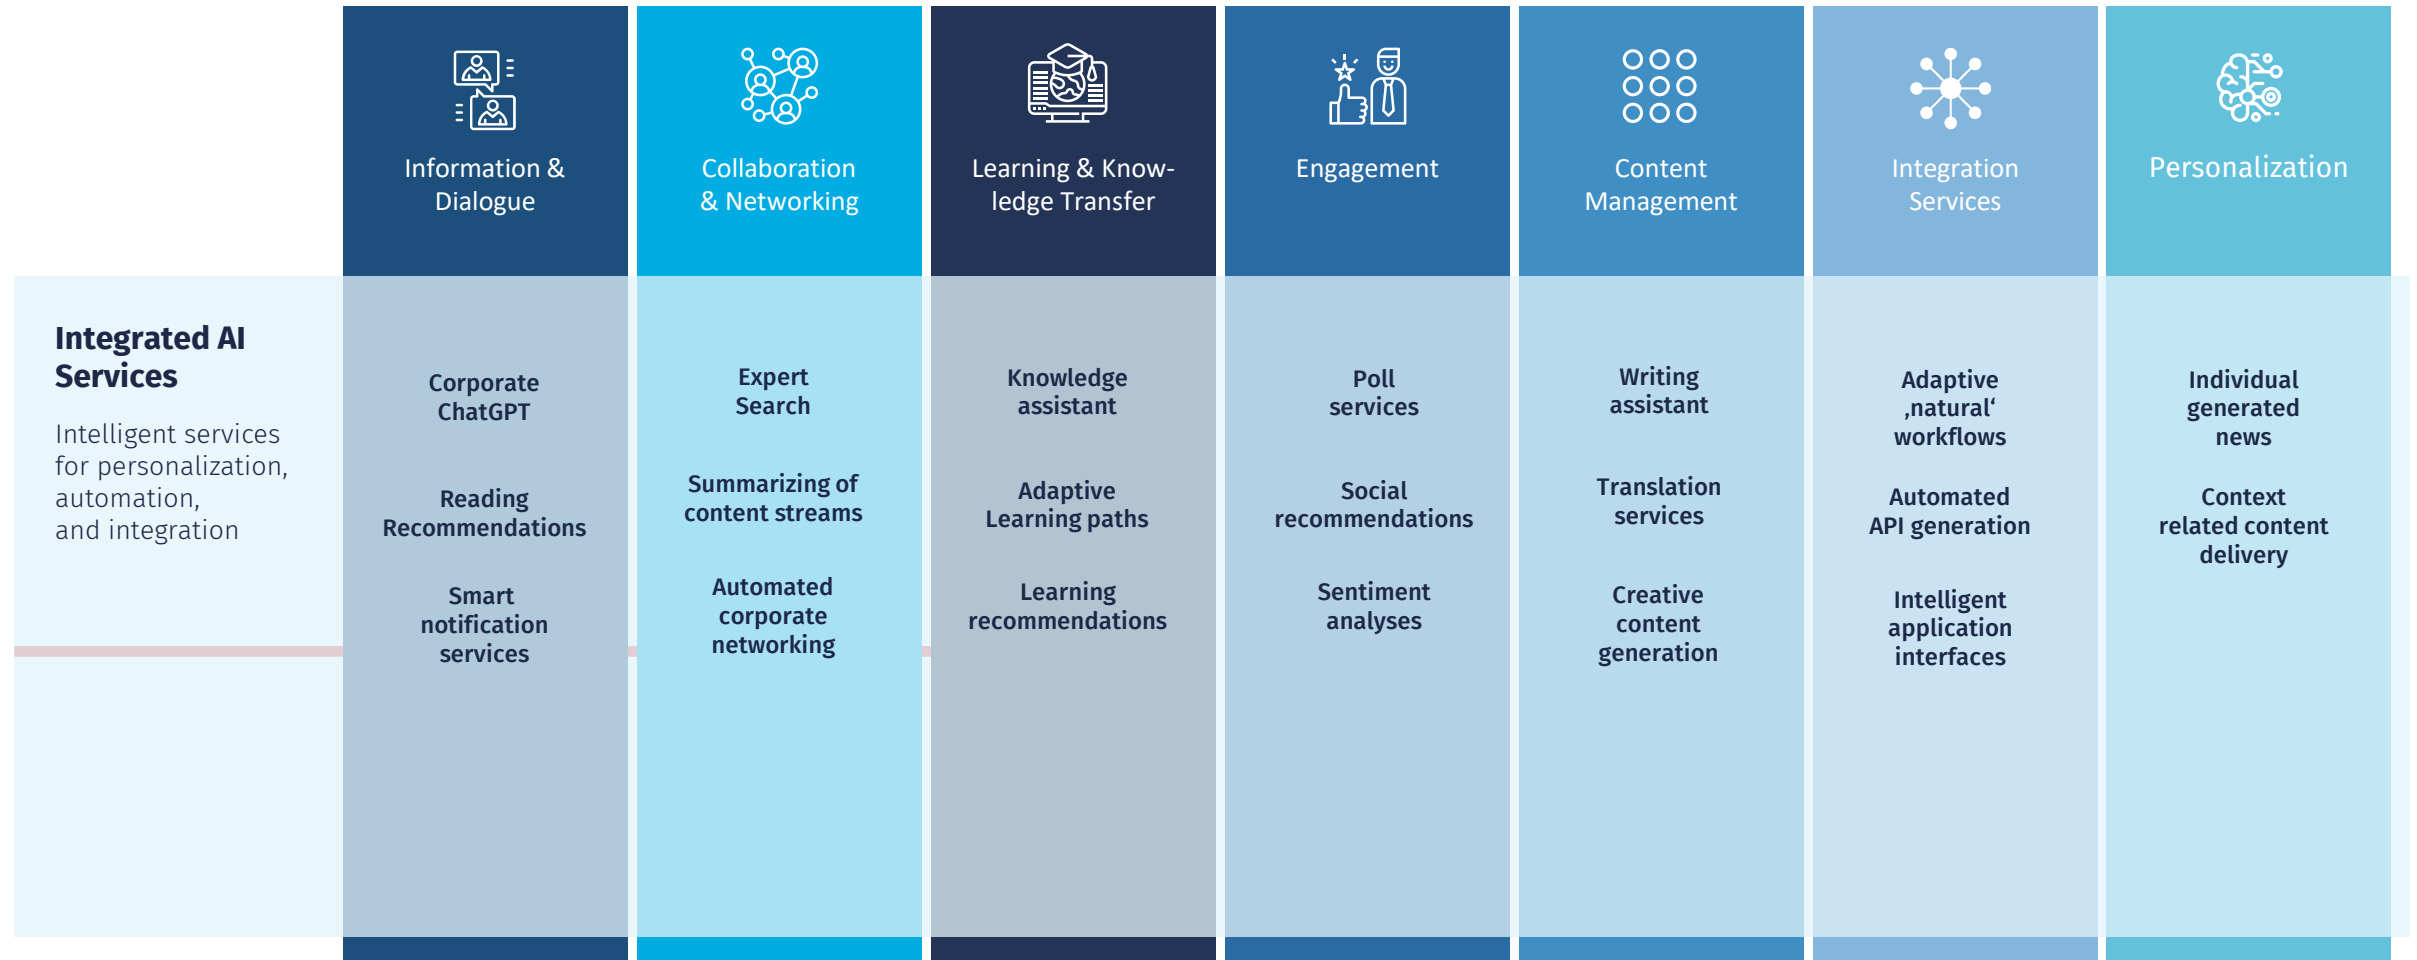 Information &
Dialogue
Collaboration
& Networking
Learning & Know-
ledge Transfer
Engagement
Content
Management
Integration
Services
Personalization
Integrated AI
Services
Intelligent services
for personalization,
automation,
and integration
Corporate
ChatGPT
Reading
Recommendations
Smart
notification
services
Expert
Search
Summarizing of
content streams
Automated
corporate
networking
Knowledge
assistant
Adaptive
Learning paths
Learning
recommendations
Poll
services
Social
recommendations
Sentiment
analyses
Writing
assistant
Translation
services
Creative
content
generation
Adaptive
‚natural‘
workflows
Automated
API generation
Intelligent
application
interfaces
Individual
generated
news
Context
related content
delivery